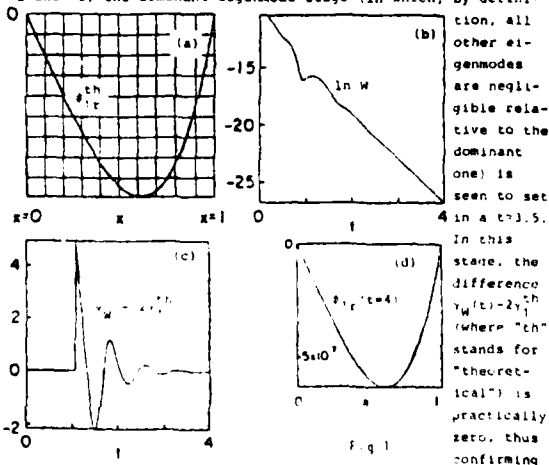 the dominant eigenmode stage (in which, by defini-
tion, all
other ei-
genmodes
are negli-
gible rela-
tive to the
dominant
one) is
seen to set
in a t≈3.5.
In this
stage, the
difference
γW(t)-2γ1th
(where "th"
stands for
"theoret-
ical") is
practically
zero, thus
confirming
0
(a)
x=0
x
x=1
(b)
ln W
-15
-20
-25
0
t
4
(c)
4
2
0
-2
0
t
4
(d)
0
(t=4)
0
x
1
Fig 1